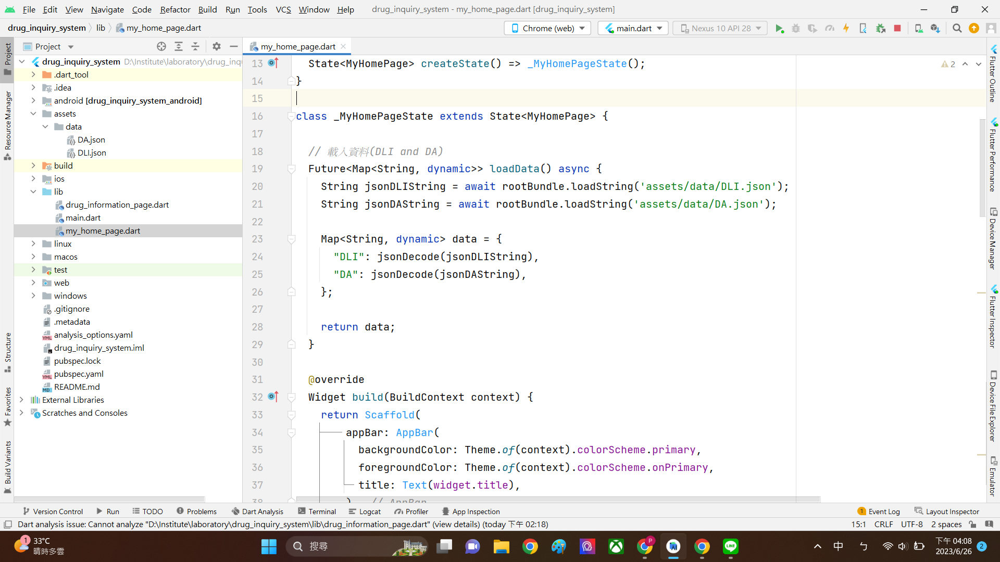 File Edit View Navigate Code Refactor Build Run Tools VCS Window Help drug_inquiry_system - my_home_page.dart [drug_inquiry_system]
drug_inquiry_system lib my_home_page.dart Chrome (web) main.dart Nexus 10 API 28
Project
my_home_page.dart
drug_inquiry_system D:\Institute\laboratory\drug_inq
.dart_tool
.idea
android [drug_inquiry_system_android]
assets
data
DA.json
DLI.json
build
ios
lib
drug_information_page.dart
main.dart
my_home_page.dart
linux
macos
test
web
windows
.gitignore
.metadata
analysis_options.yaml
drug_inquiry_system.iml
pubspec.lock
pubspec.yaml
README.md
External Libraries
Scratches and Consoles
Project
Resource Manager
Structure
Favorites
Build Variants
2
13 State<MyHomePage> createState() => _MyHomePageState();
14 }
15
16 class _MyHomePageState extends State<MyHomePage> {
17
18 // 載入資料(DLI and DA)
19 Future<Map<String, dynamic>> loadData() async {
20 String jsonDLIString = await rootBundle.loadString('assets/data/DLI.json');
21 String jsonDAString = await rootBundle.loadString('assets/data/DA.json');
22
23 Map<String, dynamic> data = {
24 "DLI": jsonDecode(jsonDLIString),
25 "DA": jsonDecode(jsonDAString),
26 };
27
28 return data;
29 }
30
31 @override
32 Widget build(BuildContext context) {
33 return Scaffold(
34 appBar: AppBar(
35 backgroundColor: Theme.of(context).colorScheme.primary,
36 foregroundColor: Theme.of(context).colorScheme.onPrimary,
37 title: Text(widget.title),
38 ), // AppBar
Flutter Outline
Flutter Performance
Device Manager
Flutter Inspector
Device File Explorer
Emulator
Version Control Run TODO Problems Dart Analysis Terminal Logcat Profiler App Inspection 1 Event Log Layout Inspector
Dart analysis issue: Cannot analyze "D:\Institute\laboratory\drug_inquiry_system\lib\drug_information_page.dart" (view details) (today 下午 02:18) 15:1 CRLF UTF-8 2 spaces
1 33°C
晴時多雲
搜尋
P
LINE
中 ㄅ
下午 04:08
2023/6/26
2